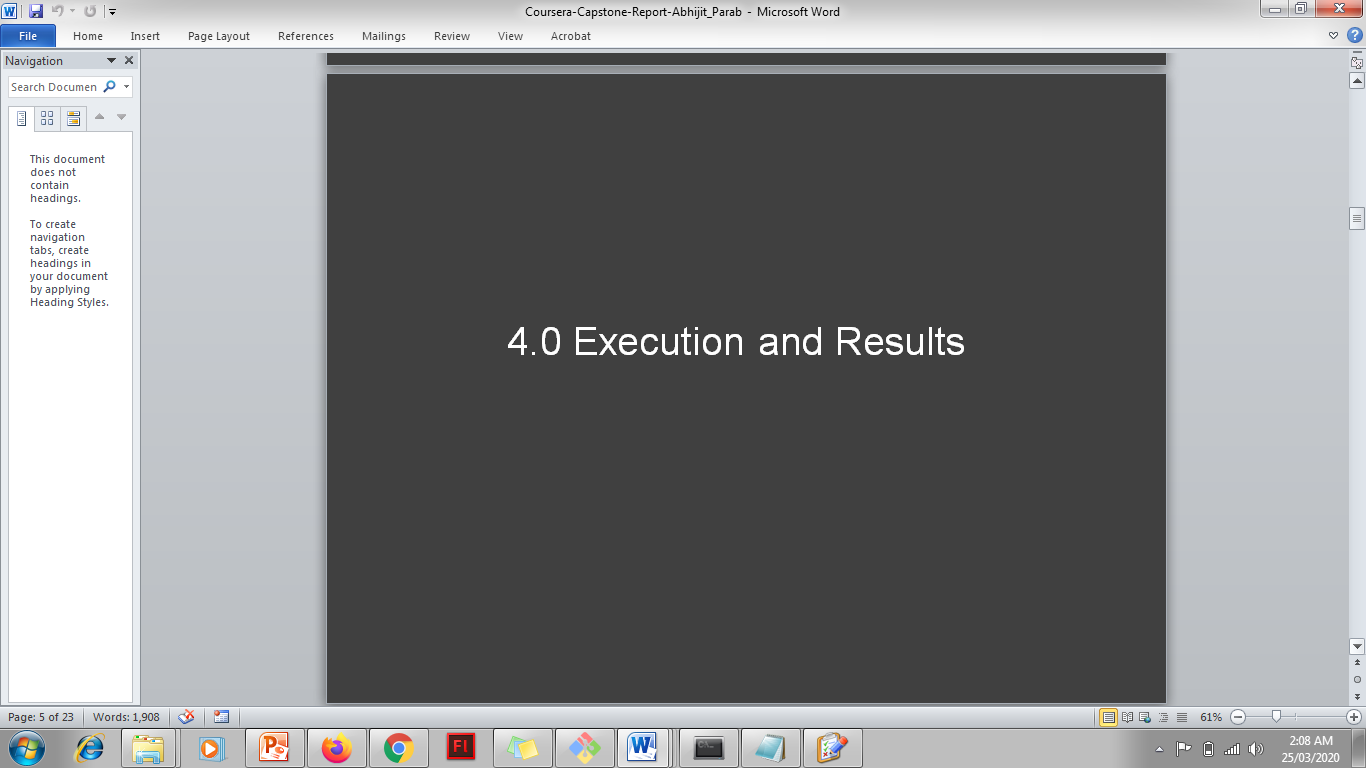 Coursera-Capstone-Report-Abhijit_Parab - Microsoft Word
File Home Insert Page Layout References Mailings Review View Acrobat
Navigation
Search Documen
This document
does not
contain
headings.
To create
navigation
tabs, create
headings in
your document
by applying
Heading Styles.
4.0 Execution and Results
Page: 5 of 23 Words: 1,908 61%
2:08 AM
25/03/2020